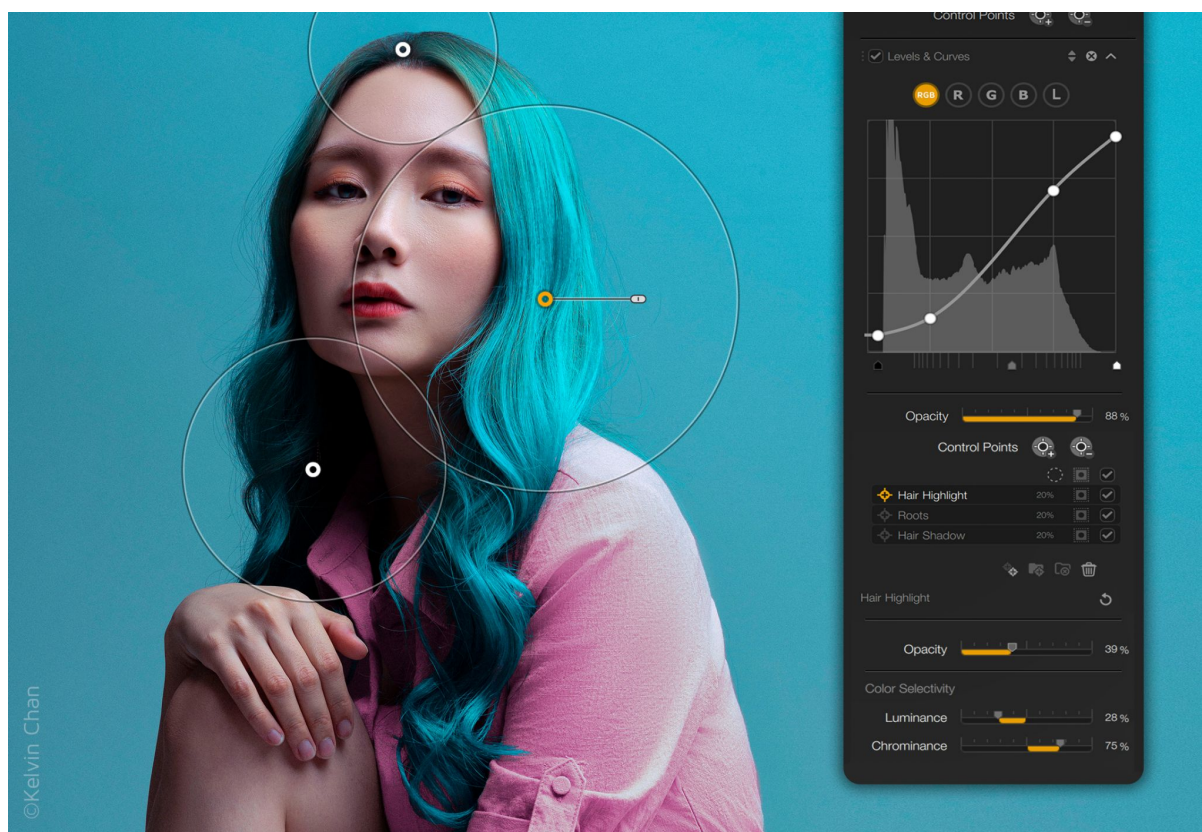 Control Points
Levels & Curves
RGB R G B L
Opacity 88 %
Control Points
Hair Highlight 20%
Roots 20%
Hair Shadow 20%
Hair Highlight
Opacity 39 %
Color Selectivity
Luminance 28 %
Chrominance 75 %
©Kelvin Chan